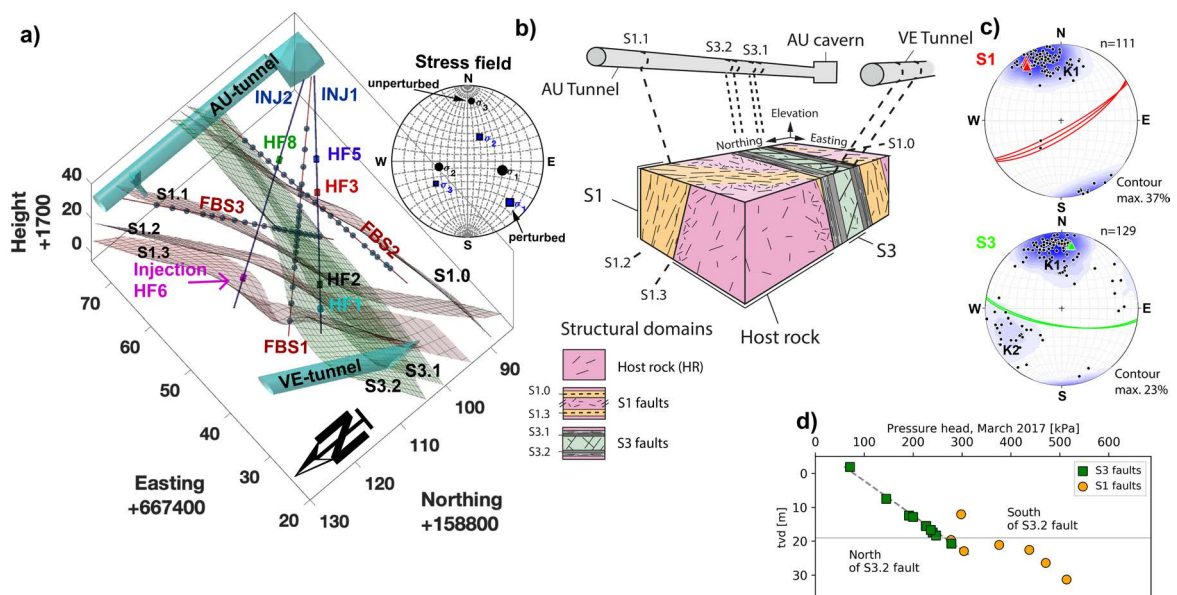 a)
AU-tunnel
INJ2
INJ1
HF8
HF5
HF3
Height
+1700
40
20
0
S1.1
FBS3
S1.2
S1.3
FBS2
S1.0
Injection
HF6
HF2
HF1
FBS1
VE-tunnel
S3.1
S3.2
70
60
50
40
30
20
130
120
110
100
90
N
Easting
+667400
Northing
+158800
Stress field
unperturbed
N
σ3
σ2
W
E
σ2
σ1
σ3
σ1
S
perturbed
b)
S1.1
S3.2
S3.1
AU cavern
VE Tunnel
AU Tunnel
Elevation
Northing
Easting
S1.0
S1
S1.2
S1.3
S3
Host rock
Structural domains
Host rock (HR)
S1.0
S1 faults
S1.3
S3.1
S3 faults
S3.2
c)
N
n=111
S1
K1
W
E
Contour
max. 37%
S
N
n=129
S3
K1
W
E
K2
Contour
max. 23%
S
d)
Pressure head, March 2017 [kPa]
0 100 200 300 400 500 600
S3 faults
S1 faults
tvd [m]
0
10
20
30
South
of S3.2 fault
North
of S3.2 fault